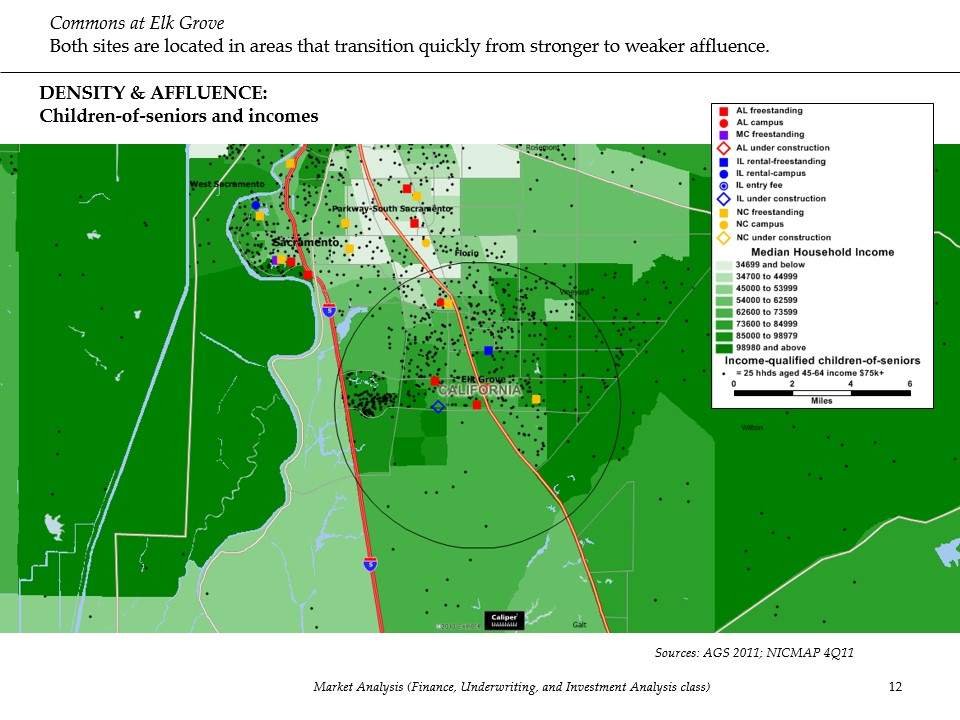 Commons at Elk Grove
Both sites are located in areas that transition quickly from stronger to weaker affluence.
DENSITY & AFFLUENCE:
Children-of-seniors and incomes
AL freestanding
AL campus
MC freestanding
AL under construction
IL rental-freestanding
IL rental-campus
IL entry fee
IL under construction
NC freestanding
NC campus
NC under construction
Median Household Income
34699 and below
34700 to 44999
45000 to 53999
54000 to 62599
62600 to 73599
73600 to 84999
85000 to 98979
98980 and above
Income-qualified children-of-seniors
= 25 hhds aged 45-64 income $75k+
0 2 4 6
Miles
Rosemont
West Sacramento
Parkway-South Sacramento
Sacramento
Florin
Vineyard
5
Elk Grove
CALIFORNIA
Wilton
5
Caliper
Galt
Sources: AGS 2011; NICMAP 4Q11
Market Analysis (Finance, Underwriting, and Investment Analysis class)
12